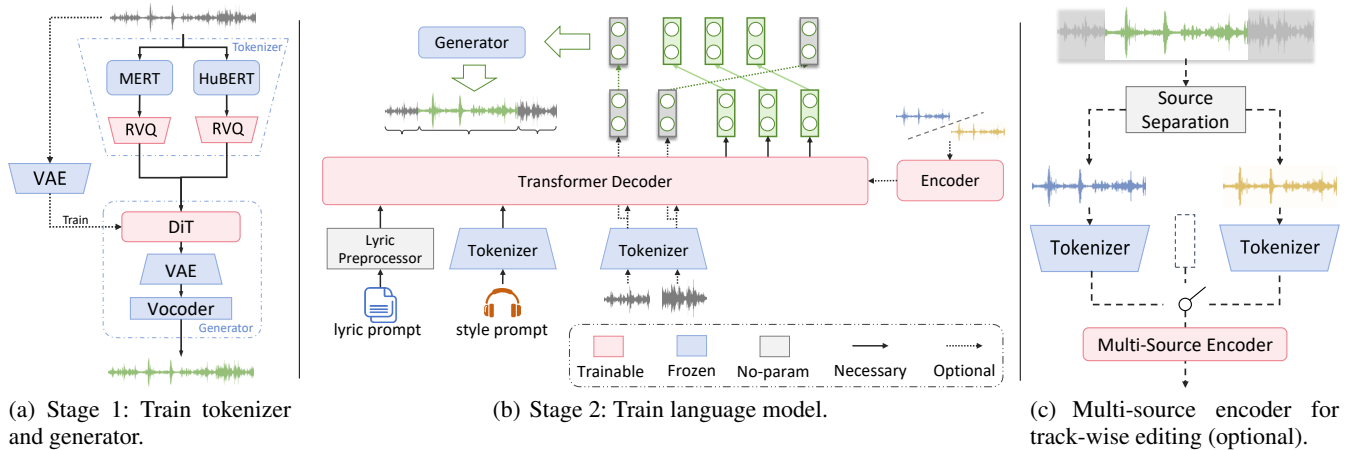 Tokenizer
MERT
HuBERT
RVQ
RVQ
VAE
Train
DiT
VAE
Vocoder
Generator
(a) Stage 1: Train tokenizer
and generator.
Generator
Transformer Decoder
Encoder
Lyric
Preprocessor
Tokenizer
Tokenizer
lyric prompt
style prompt
Trainable
Frozen
No-param
Necessary
Optional
(b) Stage 2: Train language model.
Source
Separation
Tokenizer
Tokenizer
Multi-Source Encoder
(c) Multi-source encoder for
track-wise editing (optional).